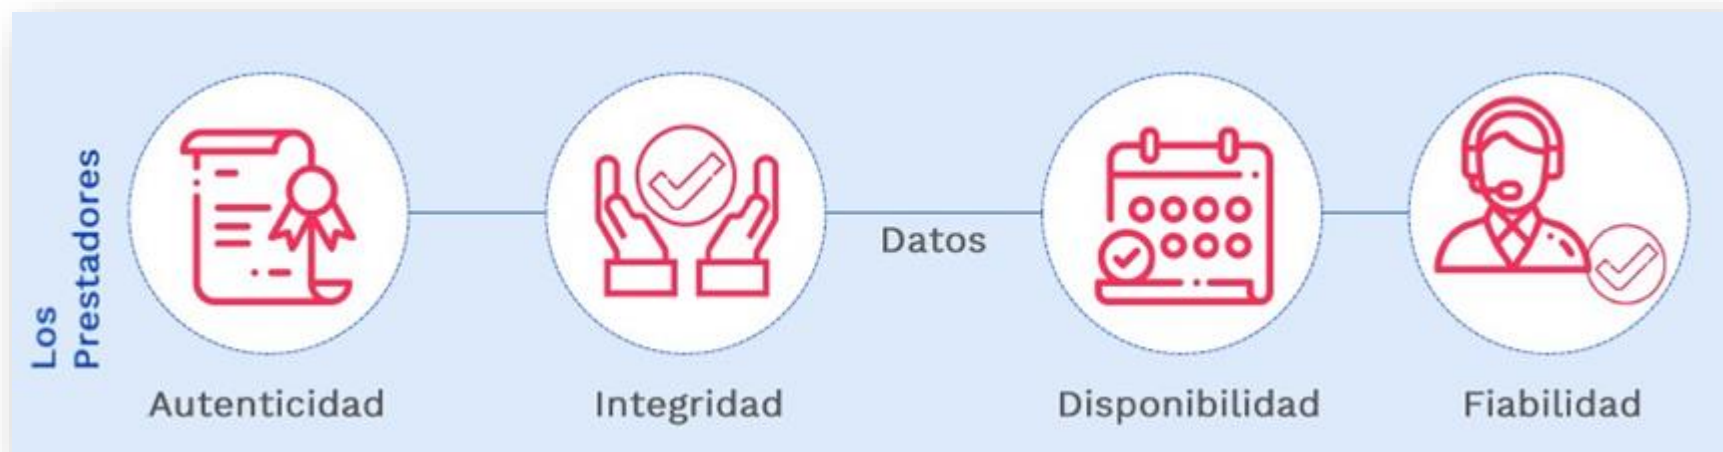 Los
Prestadores
Datos
Autenticidad
Integridad
Disponibilidad
Fiabilidad